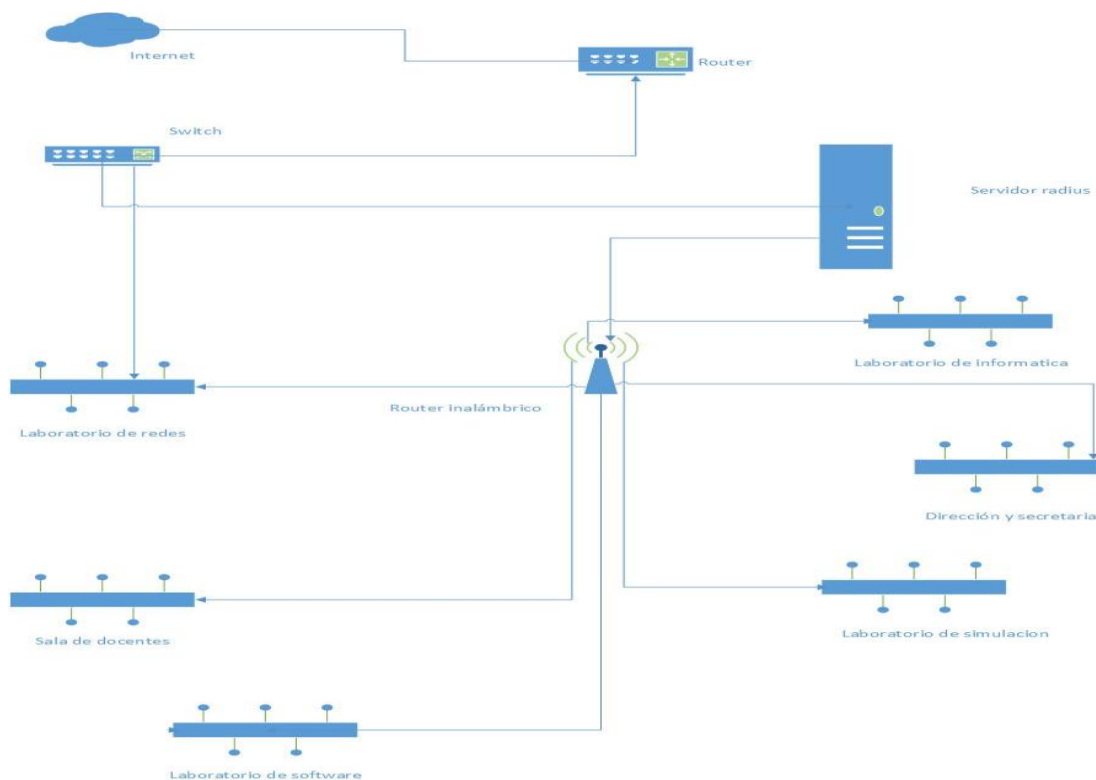 Internet
Router
Switch
Servidor radius
Laboratorio de informatica
Router inalámbrico
Laboratorio de redes
Dirección y secretaria
Sala de docentes
Laboratorio de simulacion
Laboratorio de software